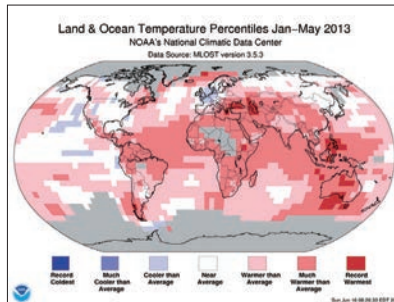 Land & Ocean Temperature Percentiles Jan–May 2013
NOAA's National Climatic Data Center
Data Source: MLOST version 3.5.3
Record
Coldest
Much
Cooler than
Average
Cooler than
Average
Near
Average
Warmer than
Average
Much
Warmer than
Average
Record
Warmest